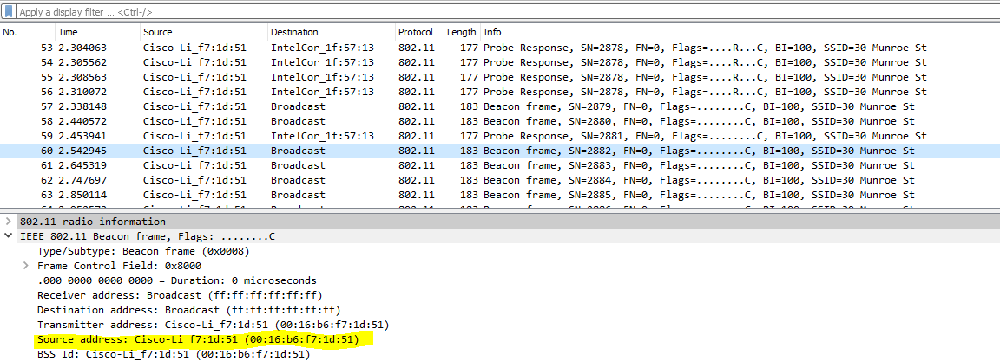 Apply a display filter ... <Ctrl-/>
No. Time Source Destination Protocol Length Info
53 2.304063 Cisco-Li_f7:1d:51 IntelCor_1f:57:13 802.11 177 Probe Response, SN=2878, FN=0, Flags=....R...C, BI=100, SSID=30 Munroe St
54 2.305562 Cisco-Li_f7:1d:51 IntelCor_1f:57:13 802.11 177 Probe Response, SN=2878, FN=0, Flags=....R...C, BI=100, SSID=30 Munroe St
55 2.308563 Cisco-Li_f7:1d:51 IntelCor_1f:57:13 802.11 177 Probe Response, SN=2878, FN=0, Flags=....R...C, BI=100, SSID=30 Munroe St
56 2.310072 Cisco-Li_f7:1d:51 IntelCor_1f:57:13 802.11 177 Probe Response, SN=2878, FN=0, Flags=....R...C, BI=100, SSID=30 Munroe St
57 2.338148 Cisco-Li_f7:1d:51 Broadcast 802.11 183 Beacon frame, SN=2879, FN=0, Flags=........C, BI=100, SSID=30 Munroe St
58 2.440572 Cisco-Li_f7:1d:51 Broadcast 802.11 183 Beacon frame, SN=2880, FN=0, Flags=........C, BI=100, SSID=30 Munroe St
59 2.453941 Cisco-Li_f7:1d:51 IntelCor_1f:57:13 802.11 177 Probe Response, SN=2881, FN=0, Flags=........C, BI=100, SSID=30 Munroe St
60 2.542945 Cisco-Li_f7:1d:51 Broadcast 802.11 183 Beacon frame, SN=2882, FN=0, Flags=........C, BI=100, SSID=30 Munroe St
61 2.645319 Cisco-Li_f7:1d:51 Broadcast 802.11 183 Beacon frame, SN=2883, FN=0, Flags=........C, BI=100, SSID=30 Munroe St
62 2.747697 Cisco-Li_f7:1d:51 Broadcast 802.11 183 Beacon frame, SN=2884, FN=0, Flags=........C, BI=100, SSID=30 Munroe St
63 2.850114 Cisco-Li_f7:1d:51 Broadcast 802.11 183 Beacon frame, SN=2885, FN=0, Flags=........C, BI=100, SSID=30 Munroe St
802.11 radio information
IEEE 802.11 Beacon frame, Flags: ........C
Type/Subtype: Beacon frame (0x0008)
Frame Control Field: 0x8000
.000 0000 0000 0000 = Duration: 0 microseconds
Receiver address: Broadcast (ff:ff:ff:ff:ff:ff)
Destination address: Broadcast (ff:ff:ff:ff:ff:ff)
Transmitter address: Cisco-Li_f7:1d:51 (00:16:b6:f7:1d:51)
Source address: Cisco-Li_f7:1d:51 (00:16:b6:f7:1d:51)
BSS Id: Cisco-Li_f7:1d:51 (00:16:b6:f7:1d:51)